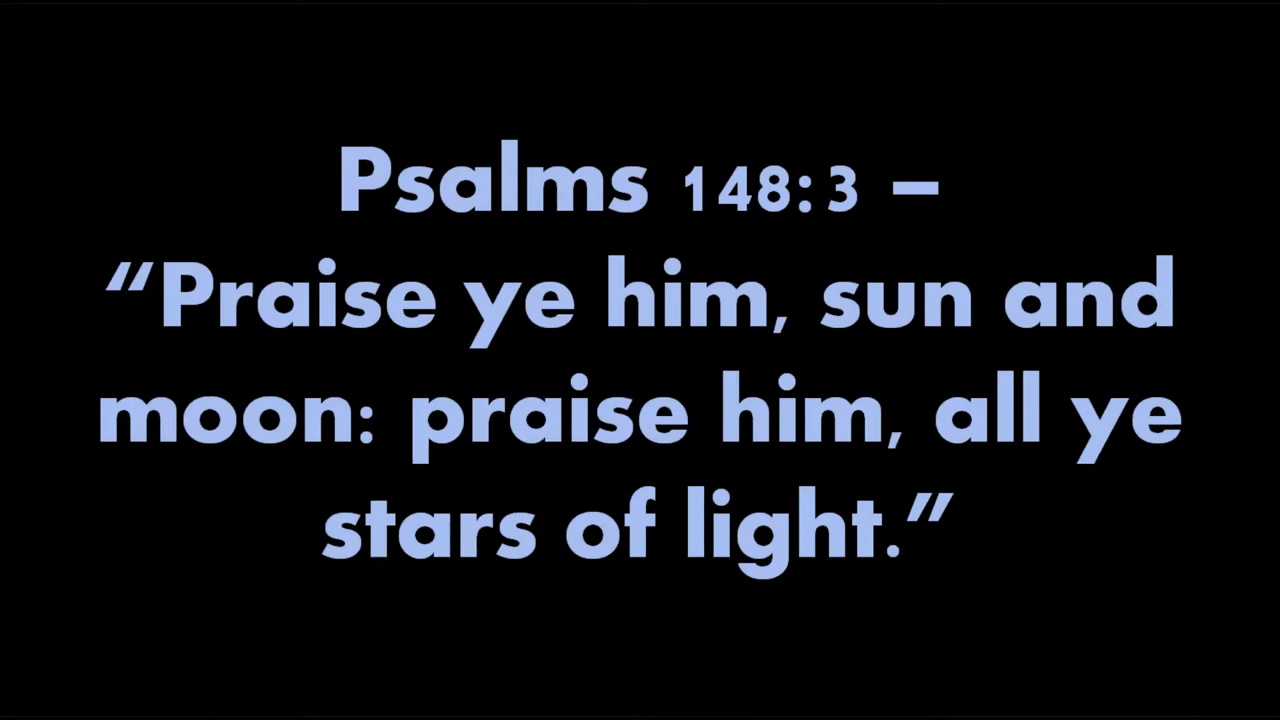 Psalms 148:3 –
“Praise ye him, sun and
moon: praise him, all ye
stars of light.”